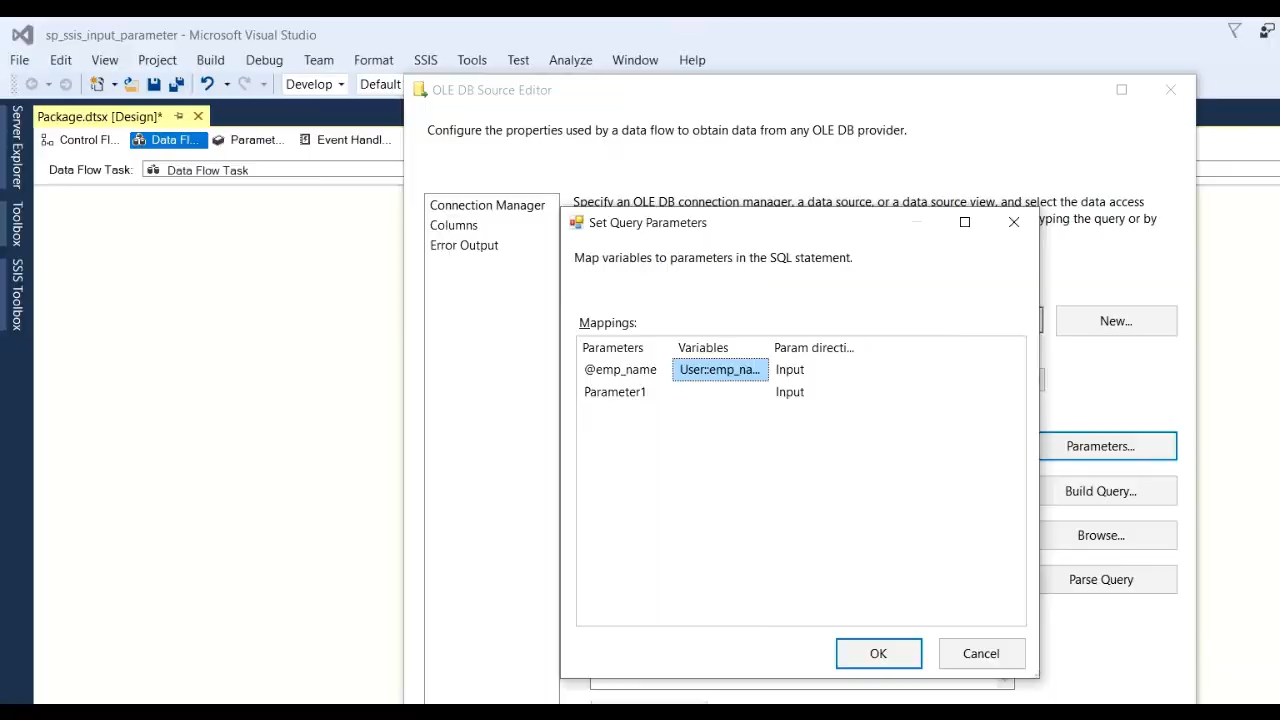 sp_ssis_input_parameter - Microsoft Visual Studio
File Edit View Project Build Debug Team Format SSIS Tools Test Analyze Window Help
Develop Default
OLE DB Source Editor
Package.dtsx [Design]*
Control Fl... Data Fl... Paramet... Event Handl...
Configure the properties used by a data flow to obtain data from any OLE DB provider.
Data Flow Task: Data Flow Task
Server Explorer
Toolbox
SSIS Toolbox
Connection Manager
Columns
Error Output
Specify an OLE DB connection manager, a data source, or a data source view, and select the data access
typing the query or by
Set Query Parameters
Map variables to parameters in the SQL statement.
Mappings:
Parameters Variables Param directi...
@emp_name User::emp_na... Input
Parameter1 Input
New...
Parameters...
Build Query...
Browse...
Parse Query
OK Cancel